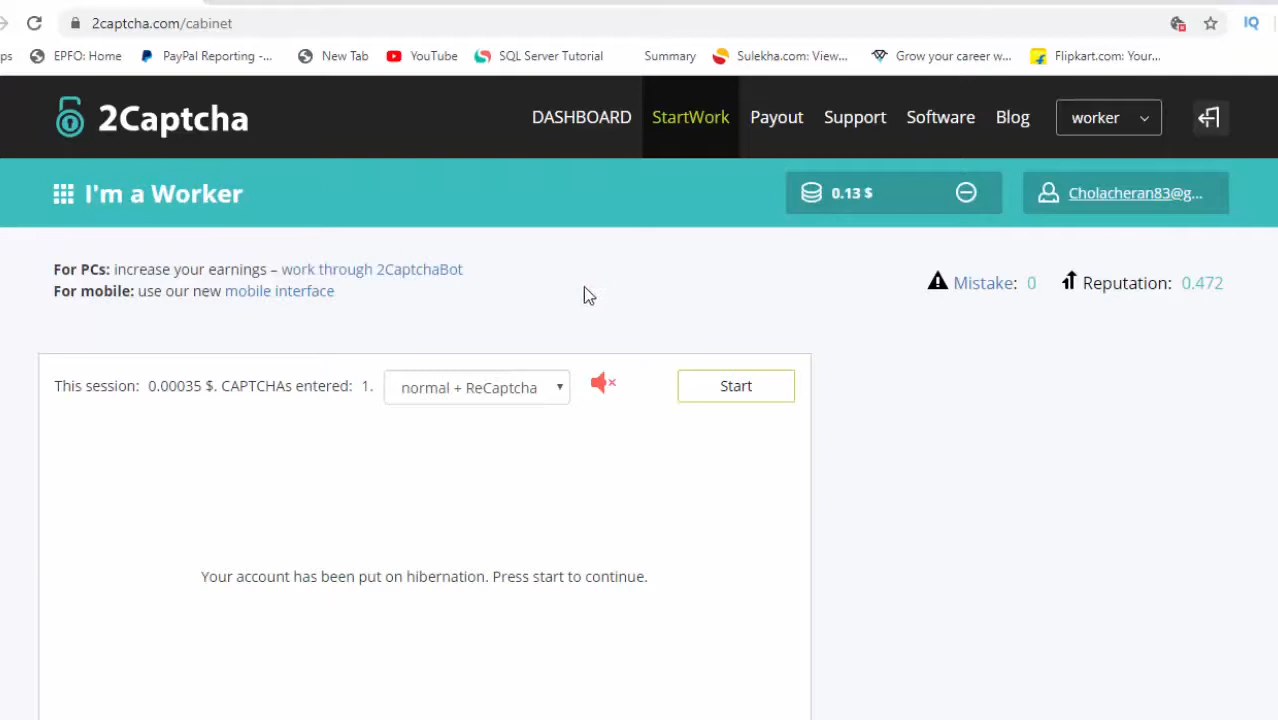 2captcha.com/cabinet
IQ
ps EPFO: Home PayPal Reporting -... New Tab YouTube SQL Server Tutorial Summary Sulekha.com: View... Grow your career w... Flipkart.com: Your...
2Captcha DASHBOARD StartWork Payout Support Software Blog worker
I'm a Worker 0.13 $ Cholacheran83@g...
For PCs: increase your earnings – work through 2CaptchaBot
For mobile: use our new mobile interface
Mistake: 0 Reputation: 0.472
This session: 0.00035 $. CAPTCHAs entered: 1. normal + ReCaptcha Start
Your account has been put on hibernation. Press start to continue.